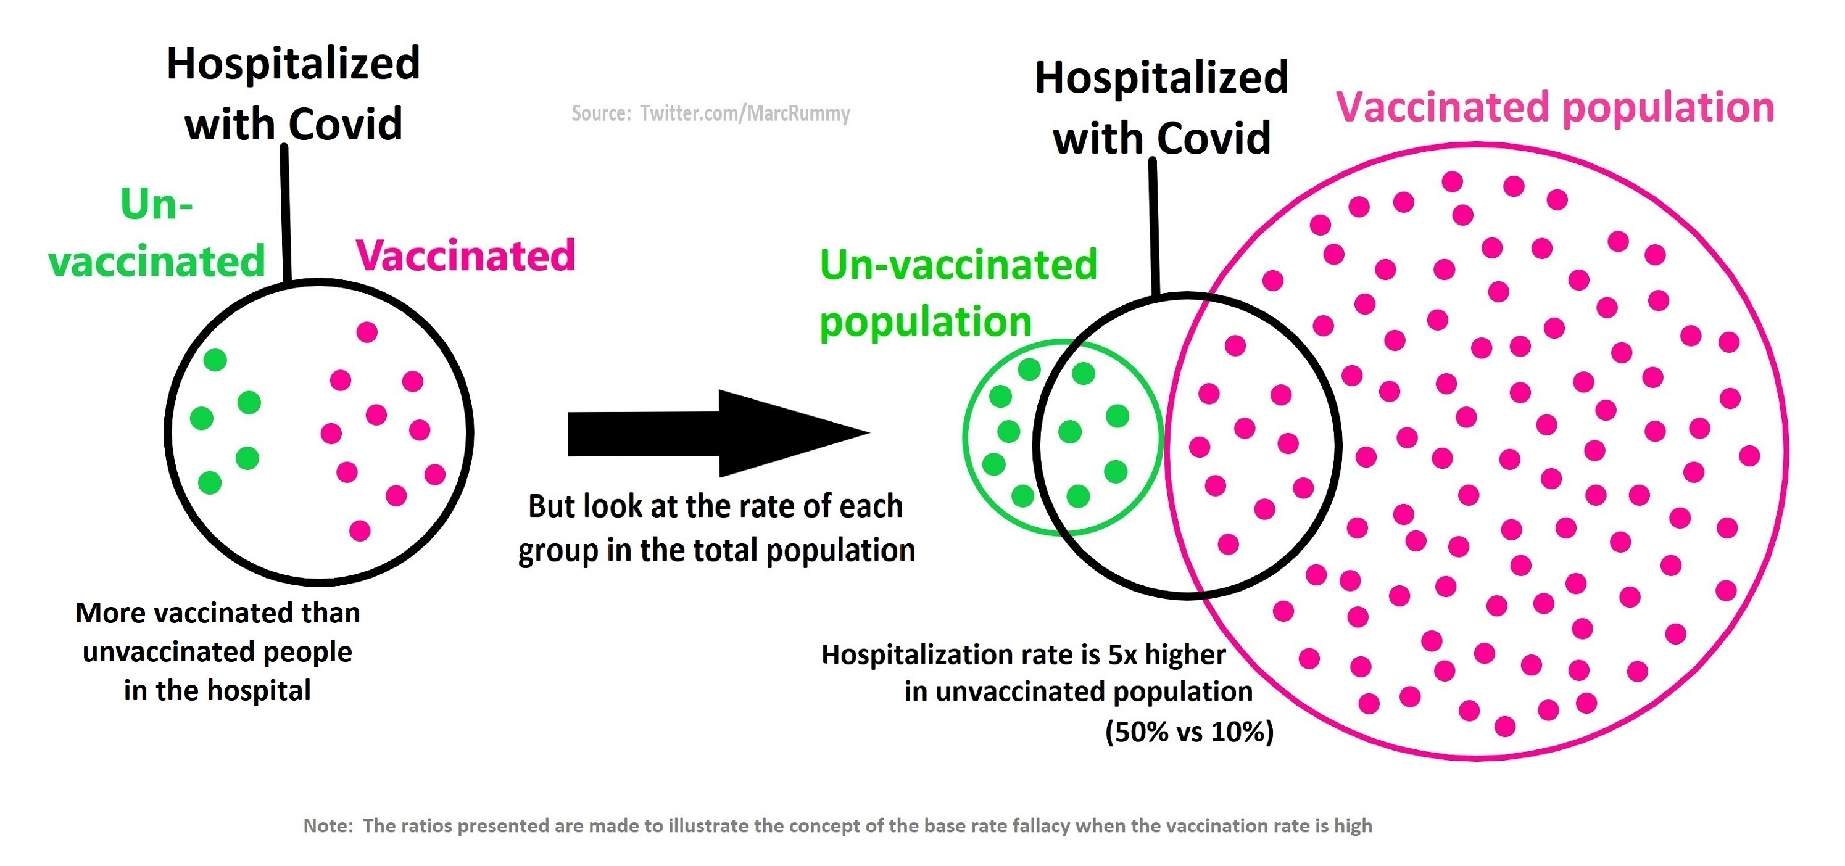 Hospitalized
with Covid
Un-
vaccinated
Vaccinated
More vaccinated than
unvaccinated people
in the hospital
Source: Twitter.com/MarcRummy
But look at the rate of each
group in the total population
Hospitalized
with Covid
Vaccinated population
Un-vaccinated
population
Hospitalization rate is 5x higher
in unvaccinated population
(50% vs 10%)
Note: The ratios presented are made to illustrate the concept of the base rate fallacy when the vaccination rate is high